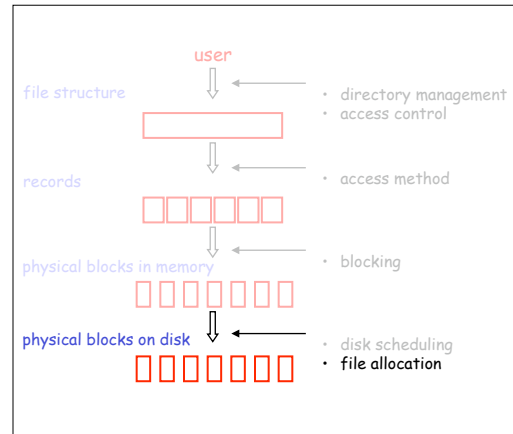 user
file structure
• directory management
• access control
records
• access method
physical blocks in memory
• blocking
physical blocks on disk
• disk scheduling
• file allocation